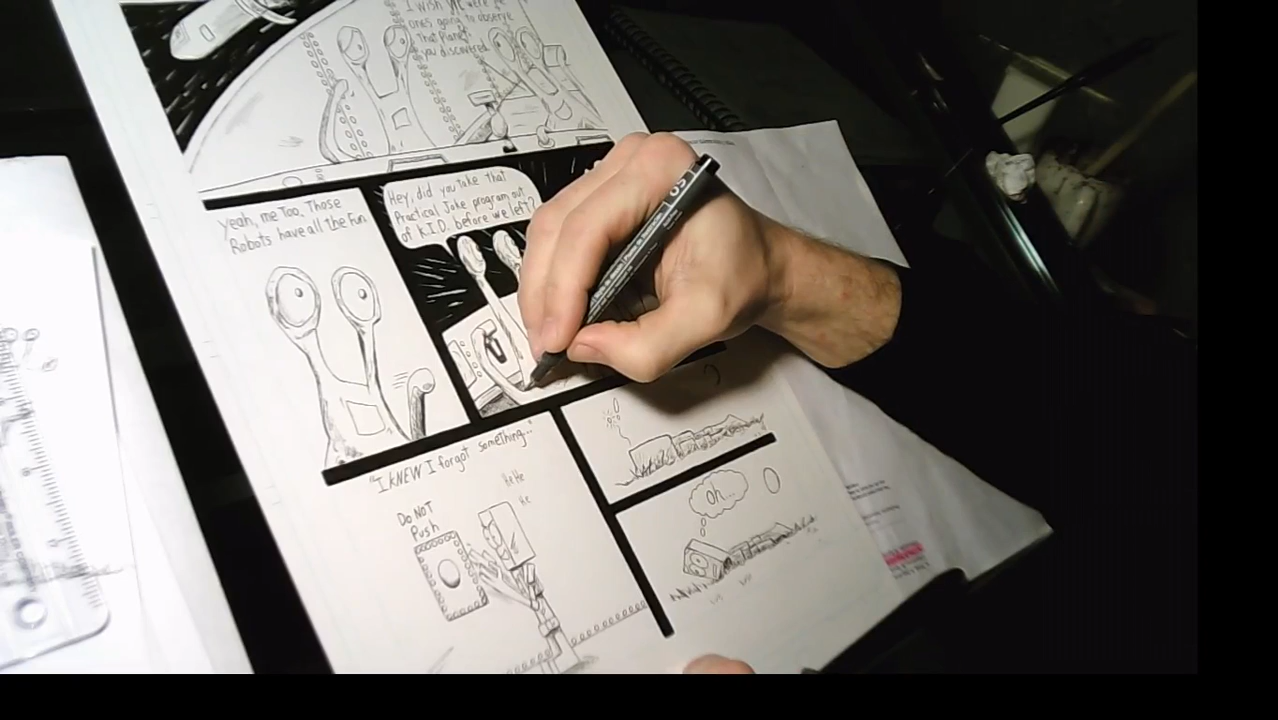 I wish WE were the
ones going to observe
That Planet
you discovered.
Yeah, me Too. Those
Robots have all the Fun.
Hey, did you Take that
Practical Joke program out
of K.I.D. before we left?
05
"I KNEW I forgot something..."
He He
He
DO NOT
Push
Oh...